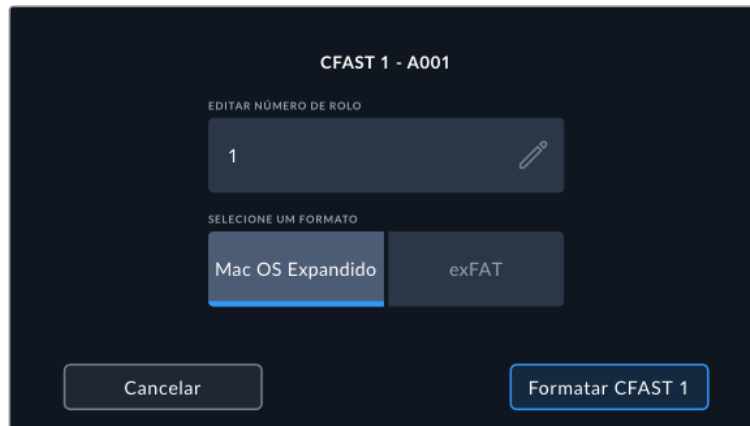 CFAST 1 - A001
EDITAR NÚMERO DE ROLO
1
SELECIONE UM FORMATO
Mac OS Expandido exFAT
Cancelar Formatar CFAST 1